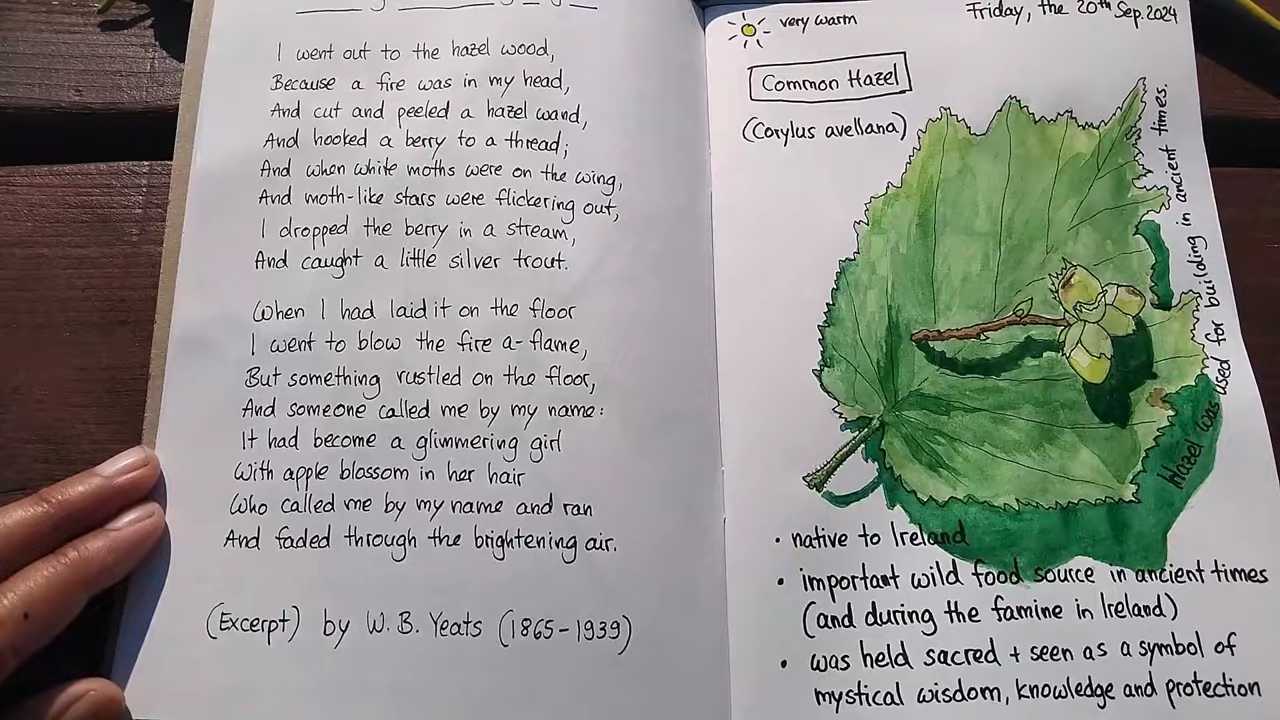 I went out to the hazel wood,
Because a fire was in my head,
And cut and peeled a hazel wand,
And hooked a berry to a thread;
And when white moths were on the wing,
And moth-like stars were flickering out,
I dropped the berry in a stream,
And caught a little silver trout.
When I had laid it on the floor
I went to blow the fire a-flame,
But something rustled on the floor,
And someone called me by my name:
It had become a glimmering girl
With apple blossom in her hair
Who called me by my name and ran
And faded through the brightening air.
(Excerpt) by W. B. Yeats (1865-1939)
very warm
Friday, the 20th Sep. 2024
Common Hazel
(Corylus avellana)
Hazel was used for building in ancient times.
• native to Ireland
• important wild food source in ancient times
(and during the famine in Ireland)
• was held sacred + seen as a symbol of
mystical wisdom, knowledge and protection